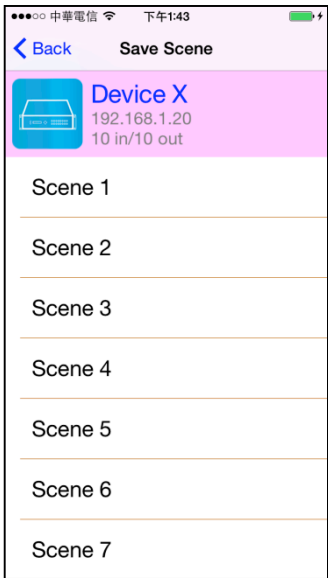 中華電信 下午1:43
Back Save Scene
Device X
192.168.1.20
10 in/10 out
Scene 1
Scene 2
Scene 3
Scene 4
Scene 5
Scene 6
Scene 7